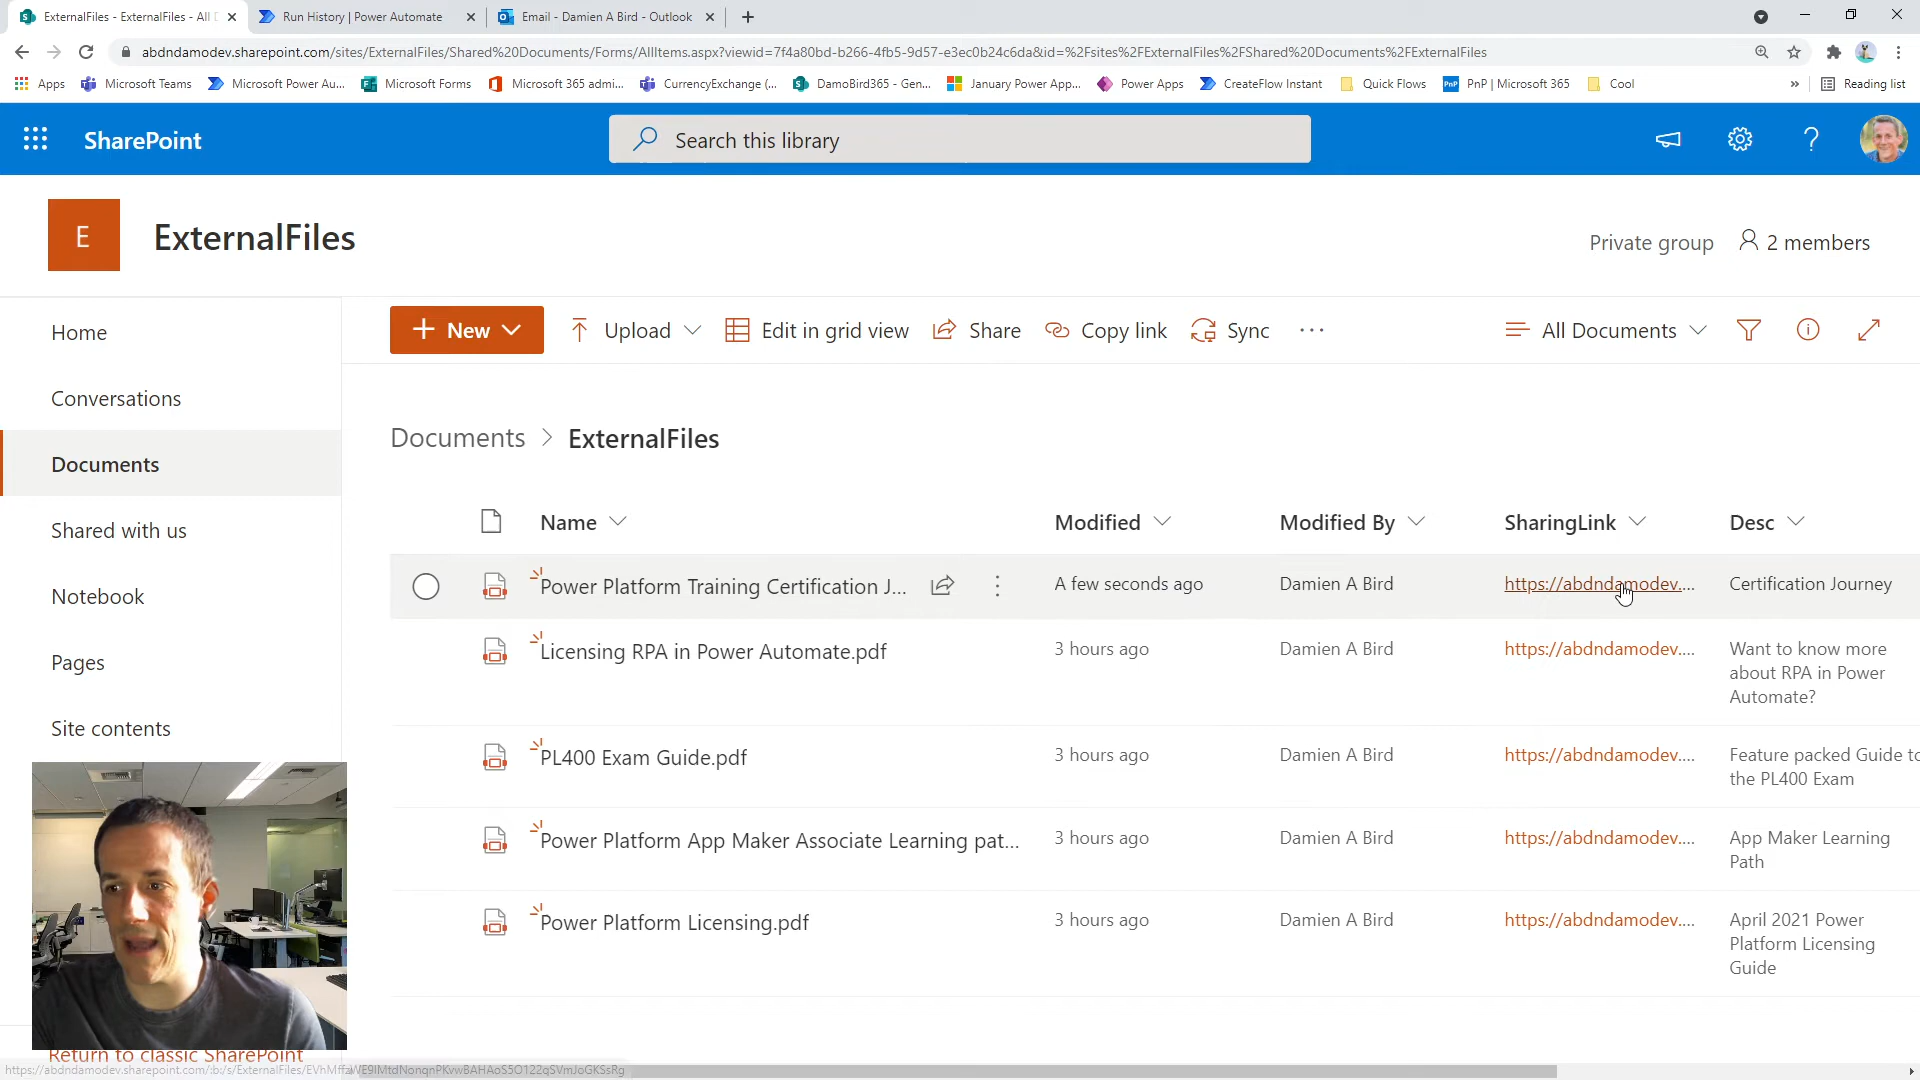 ExternalFiles - ExternalFiles - All D
Run History | Power Automate
Email - Damien A Bird - Outlook
abdndamodev.sharepoint.com/sites/ExternalFiles/Shared%20Documents/Forms/AllItems.aspx?viewid=7f4a80bd-b266-4fb5-9d57-e3ec0b24c6da&id=%2Fsites%2FExternalFiles%2FShared%20Documents%2FExternalFiles
Apps
Microsoft Teams
Microsoft Power Au...
Microsoft Forms
Microsoft 365 admi...
CurrencyExchange (...
DamoBird365 - Gen...
January Power App...
Power Apps
CreateFlow Instant
Quick Flows
PnP PnP | Microsoft 365
Cool
»
Reading list
SharePoint
Search this library
E
ExternalFiles
Private group
2 members
Home
Conversations
Documents
Shared with us
Notebook
Pages
Site contents
Return to classic SharePoint
+ New
Upload
Edit in grid view
Share
Copy link
Sync
...
All Documents
Documents > ExternalFiles
Name
Modified
Modified By
SharingLink
Desc
Power Platform Training Certification J...
A few seconds ago
Damien A Bird
https://abdndamodev....
Certification Journey
Licensing RPA in Power Automate.pdf
3 hours ago
Damien A Bird
https://abdndamodev....
Want to know more
about RPA in Power
Automate?
PL400 Exam Guide.pdf
3 hours ago
Damien A Bird
https://abdndamodev....
Feature packed Guide to
the PL400 Exam
Power Platform App Maker Associate Learning pat...
3 hours ago
Damien A Bird
https://abdndamodev....
App Maker Learning
Path
Power Platform Licensing.pdf
3 hours ago
Damien A Bird
https://abdndamodev....
April 2021 Power
Platform Licensing
Guide